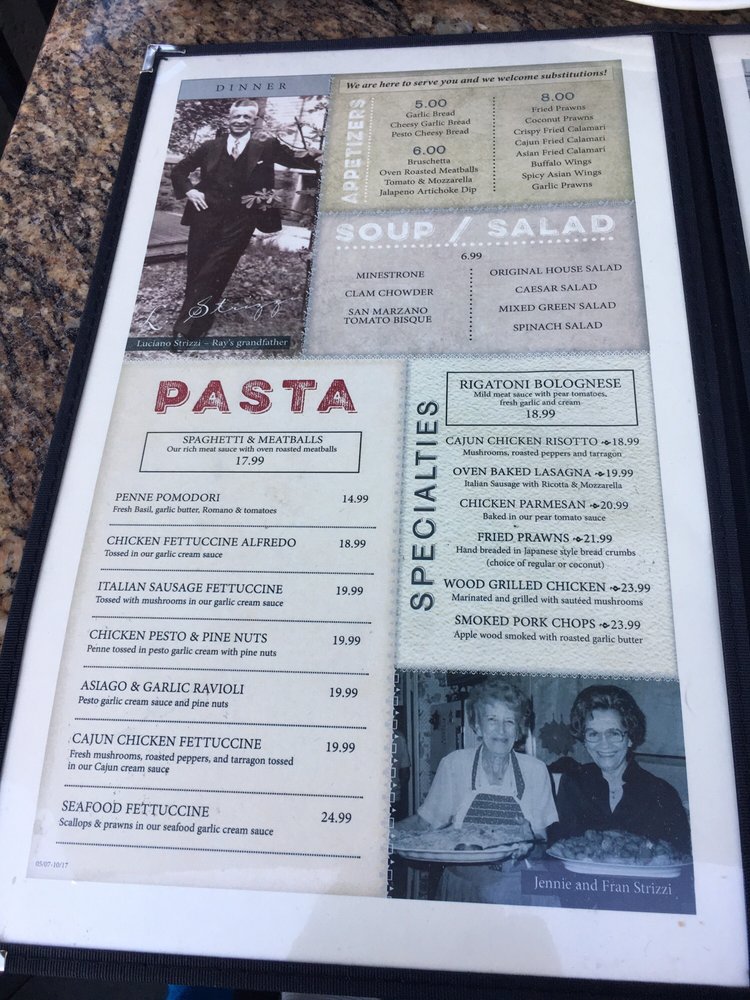 DINNER
L. Strizzi
Luciano Strizzi ~ Ray's grandfather
We are here to serve you and we welcome substitutions!
APPETIZERS
5.00
Garlic Bread
Cheesy Garlic Bread
Pesto Cheesy Bread
6.00
Bruschetta
Oven Roasted Meatballs
Tomato & Mozzarella
Jalapeno Artichoke Dip
8.00
Fried Prawns
Coconut Prawns
Crispy Fried Calamari
Cajun Fried Calamari
Asian Fried Calamari
Buffalo Wings
Spicy Asian Wings
Garlic Prawns
SOUP / SALAD
6.99
MINESTRONE
CLAM CHOWDER
SAN MARZANO
TOMATO BISQUE
ORIGINAL HOUSE SALAD
CAESAR SALAD
MIXED GREEN SALAD
SPINACH SALAD
PASTA
SPAGHETTI & MEATBALLS
Our rich meat sauce with oven roasted meatballs
17.99
PENNE POMODORI 14.99
Fresh Basil, garlic butter, Romano & tomatoes
CHICKEN FETTUCCINE ALFREDO 18.99
Tossed in our garlic cream sauce
ITALIAN SAUSAGE FETTUCCINE 19.99
Tossed with mushrooms in our garlic cream sauce
CHICKEN PESTO & PINE NUTS 19.99
Penne tossed in pesto garlic cream with pine nuts
ASIAGO & GARLIC RAVIOLI 19.99
Pesto garlic cream sauce and pine nuts
CAJUN CHICKEN FETTUCCINE 19.99
Fresh mushrooms, roasted peppers, and tarragon tossed
in our Cajun cream sauce
SEAFOOD FETTUCCINE 24.99
Scallops & prawns in our seafood garlic cream sauce
05/07-10/17
SPECIALTIES
RIGATONI BOLOGNESE
Mild meat sauce with pear tomatoes,
fresh garlic and cream
18.99
CAJUN CHICKEN RISOTTO 18.99
Mushrooms, roasted peppers and tarragon
OVEN BAKED LASAGNA 19.99
Italian Sausage with Ricotta & Mozzarella
CHICKEN PARMESAN 20.99
Baked in our pear tomato sauce
FRIED PRAWNS 21.99
Hand breaded in Japanese style bread crumbs
(choice of regular or coconut)
WOOD GRILLED CHICKEN 23.99
Marinated and grilled with sautéed mushrooms
SMOKED PORK CHOPS 23.99
Apple wood smoked with roasted garlic butter
Jennie and Fran Strizzi